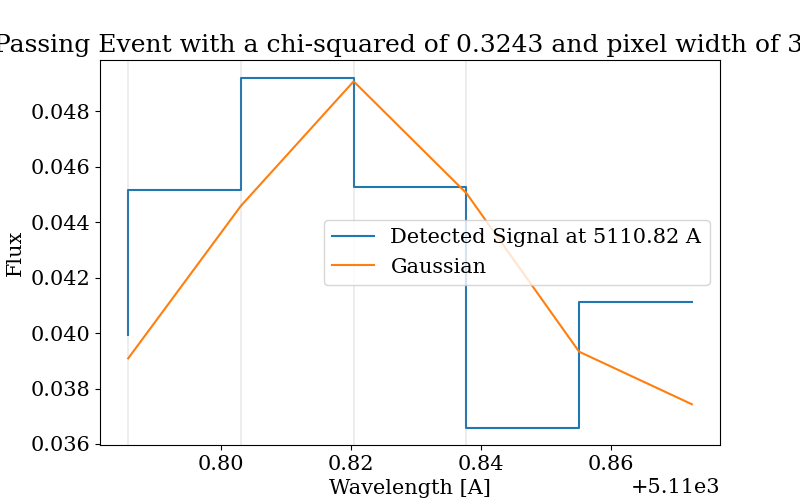 Passing Event with a chi-squared of 0.3243 and pixel width of 3
0.048
0.046
0.044
0.042
0.040
0.038
0.036
Flux
Detected Signal at 5110.82 A
Gaussian
0.80 0.82 0.84 0.86
Wavelength [A]
+5.11e3